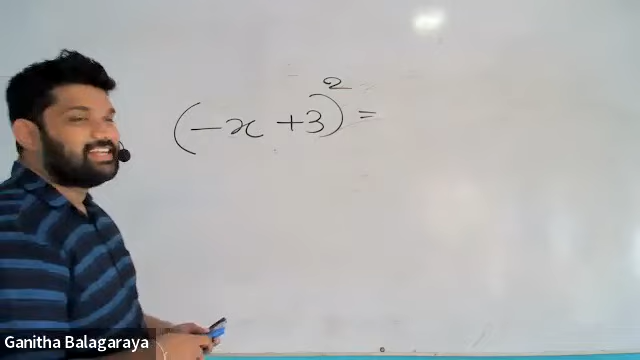 (-x + 3)² =
Ganitha Balagaraya